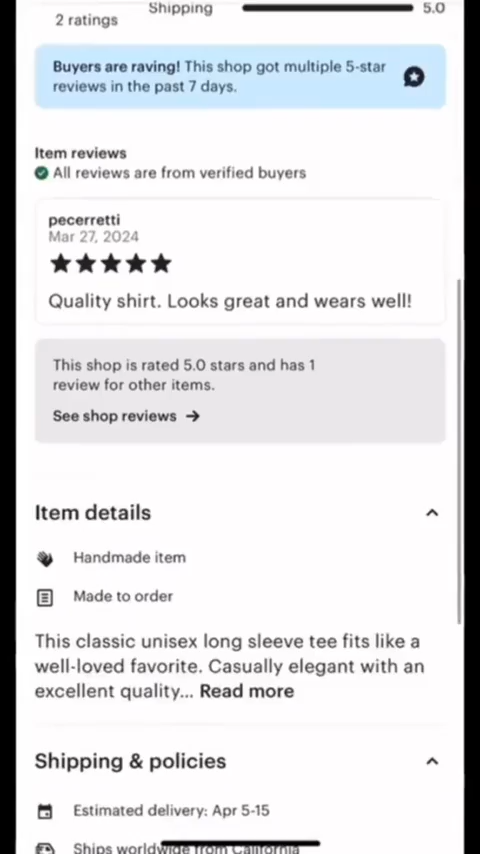 Shipping 5.0
2 ratings
Buyers are raving! This shop got multiple 5-star
reviews in the past 7 days.
Item reviews
All reviews are from verified buyers
pecerretti
Mar 27, 2024
Quality shirt. Looks great and wears well!
This shop is rated 5.0 stars and has 1
review for other items.
See shop reviews →
Item details
Handmade item
Made to order
This classic unisex long sleeve tee fits like a
well-loved favorite. Casually elegant with an
excellent quality... Read more
Shipping & policies
Estimated delivery: Apr 5-15
Ships worldwide from California